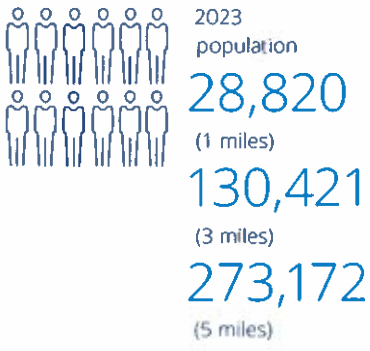 2023
population
28,820
(1 miles)
130,421
(3 miles)
273,172
(5 miles)